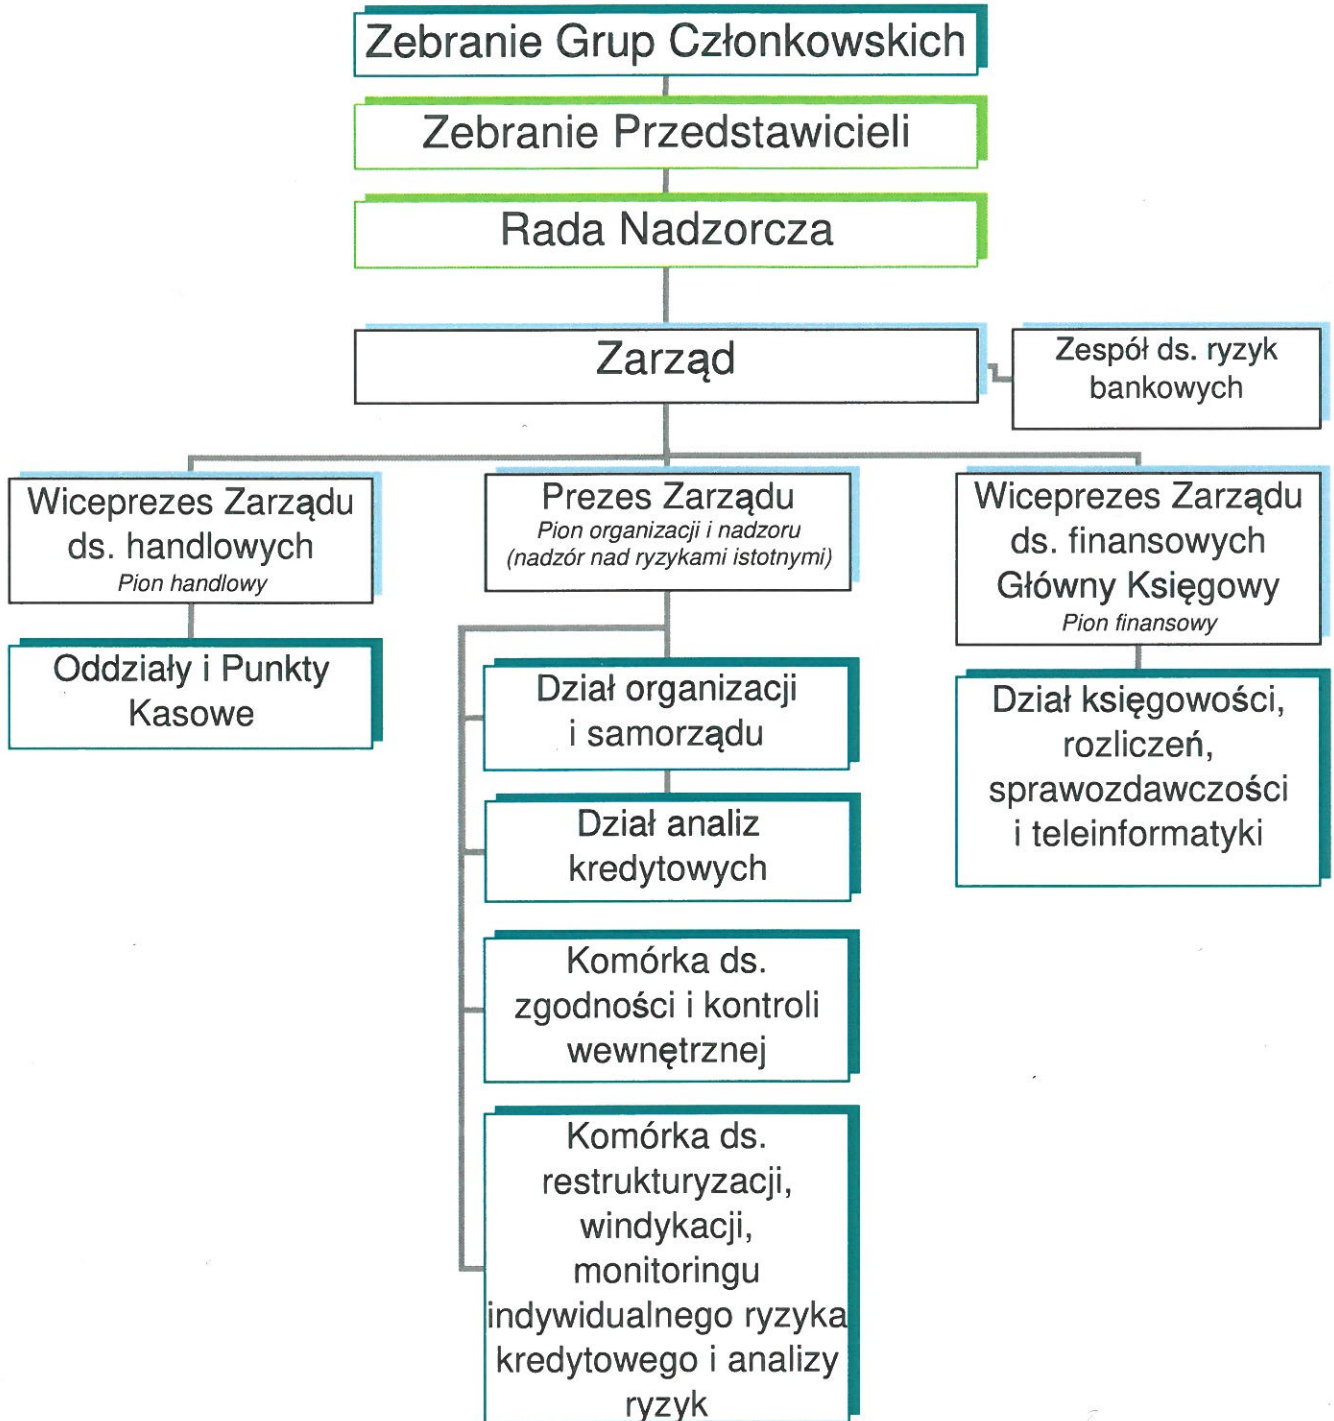 Zebranie Grup Członkowskich
Zebranie Przedstawicieli
Rada Nadzorcza
Zarząd
Zespół ds. ryzyk
bankowych
Wiceprezes Zarządu
ds. handlowych
Pion handlowy
Prezes Zarządu
Pion organizacji i nadzoru
(nadzór nad ryzykami istotnymi)
Wiceprezes Zarządu
ds. finansowych
Główny Księgowy
Pion finansowy
Oddziały i Punkty
Kasowe
Dział organizacji
i samorządu
Dział analiz
kredytowych
Komórka ds.
zgodności i kontroli
wewnętrznej
Komórka ds.
restrukturyzacji,
windykacji,
monitoringu
indywidualnego ryzyka
kredytowego i analizy
ryzyk
Dział księgowości,
rozliczeń,
sprawozdawczości
i teleinformatyki